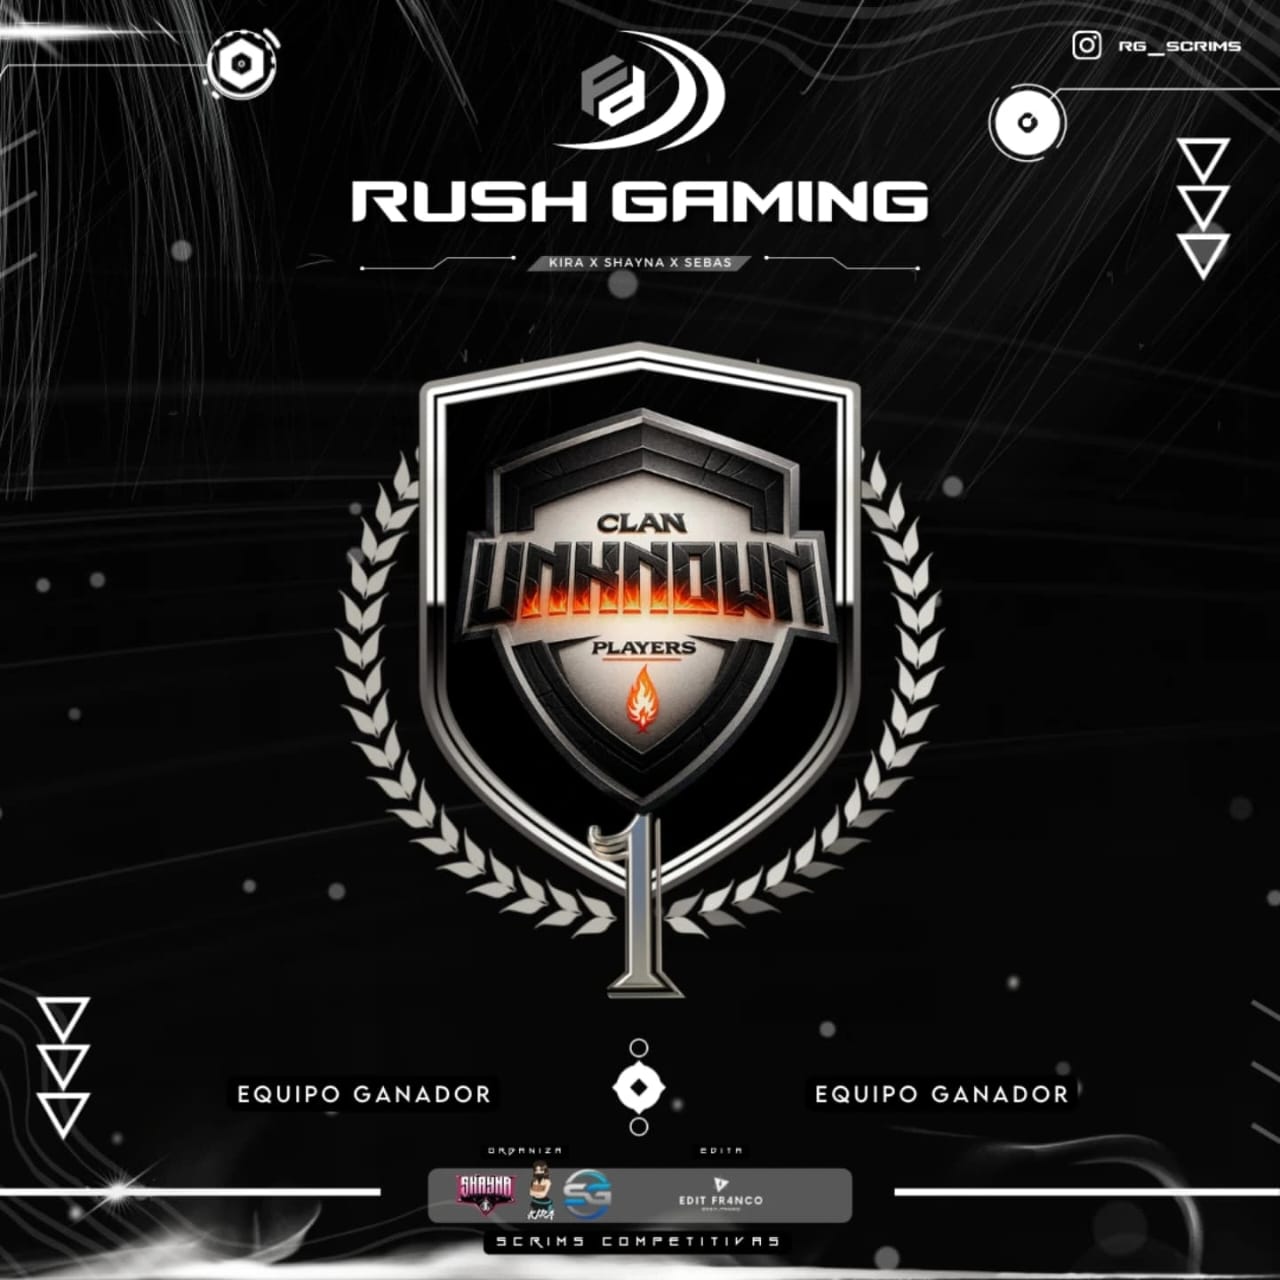 RG_SCRIMS
RUSH GAMING
KIRA X SHAYNA X SEBAS
CLAN
UNKNOWN
PLAYERS
1
EQUIPO GANADOR
EQUIPO GANADOR
ORGANIZA
EDITA
SHAYNA
KIRA
SG
EDIT FR4NCO
SCRIMS COMPETITIVAS